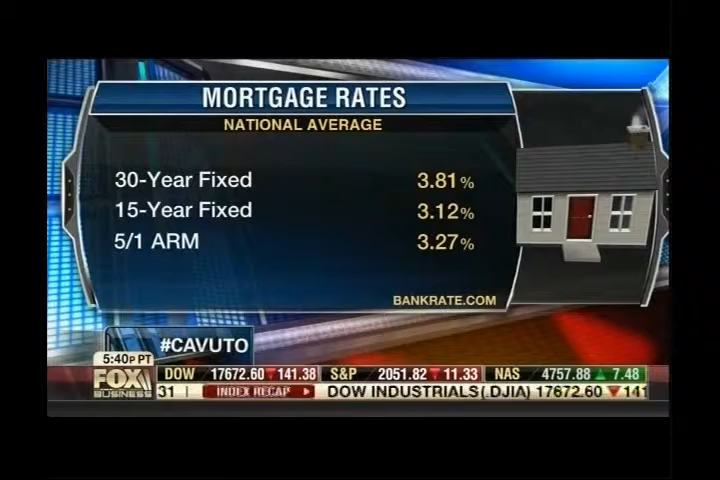 MORTGAGE RATES
NATIONAL AVERAGE
30-Year Fixed 3.81%
15-Year Fixed 3.12%
5/1 ARM 3.27%
BANKRATE.COM
#CAVUTO
5:40P PT
FOX BUSINESS
DOW 17672.60 ▼ 141.38 S&P 2051.82 ▼ 11.33 NAS 4757.88 ▲ 7.48
31 INDEX RECAP DOW INDUSTRIALS(DJIA) 17672.60 ▼ 141